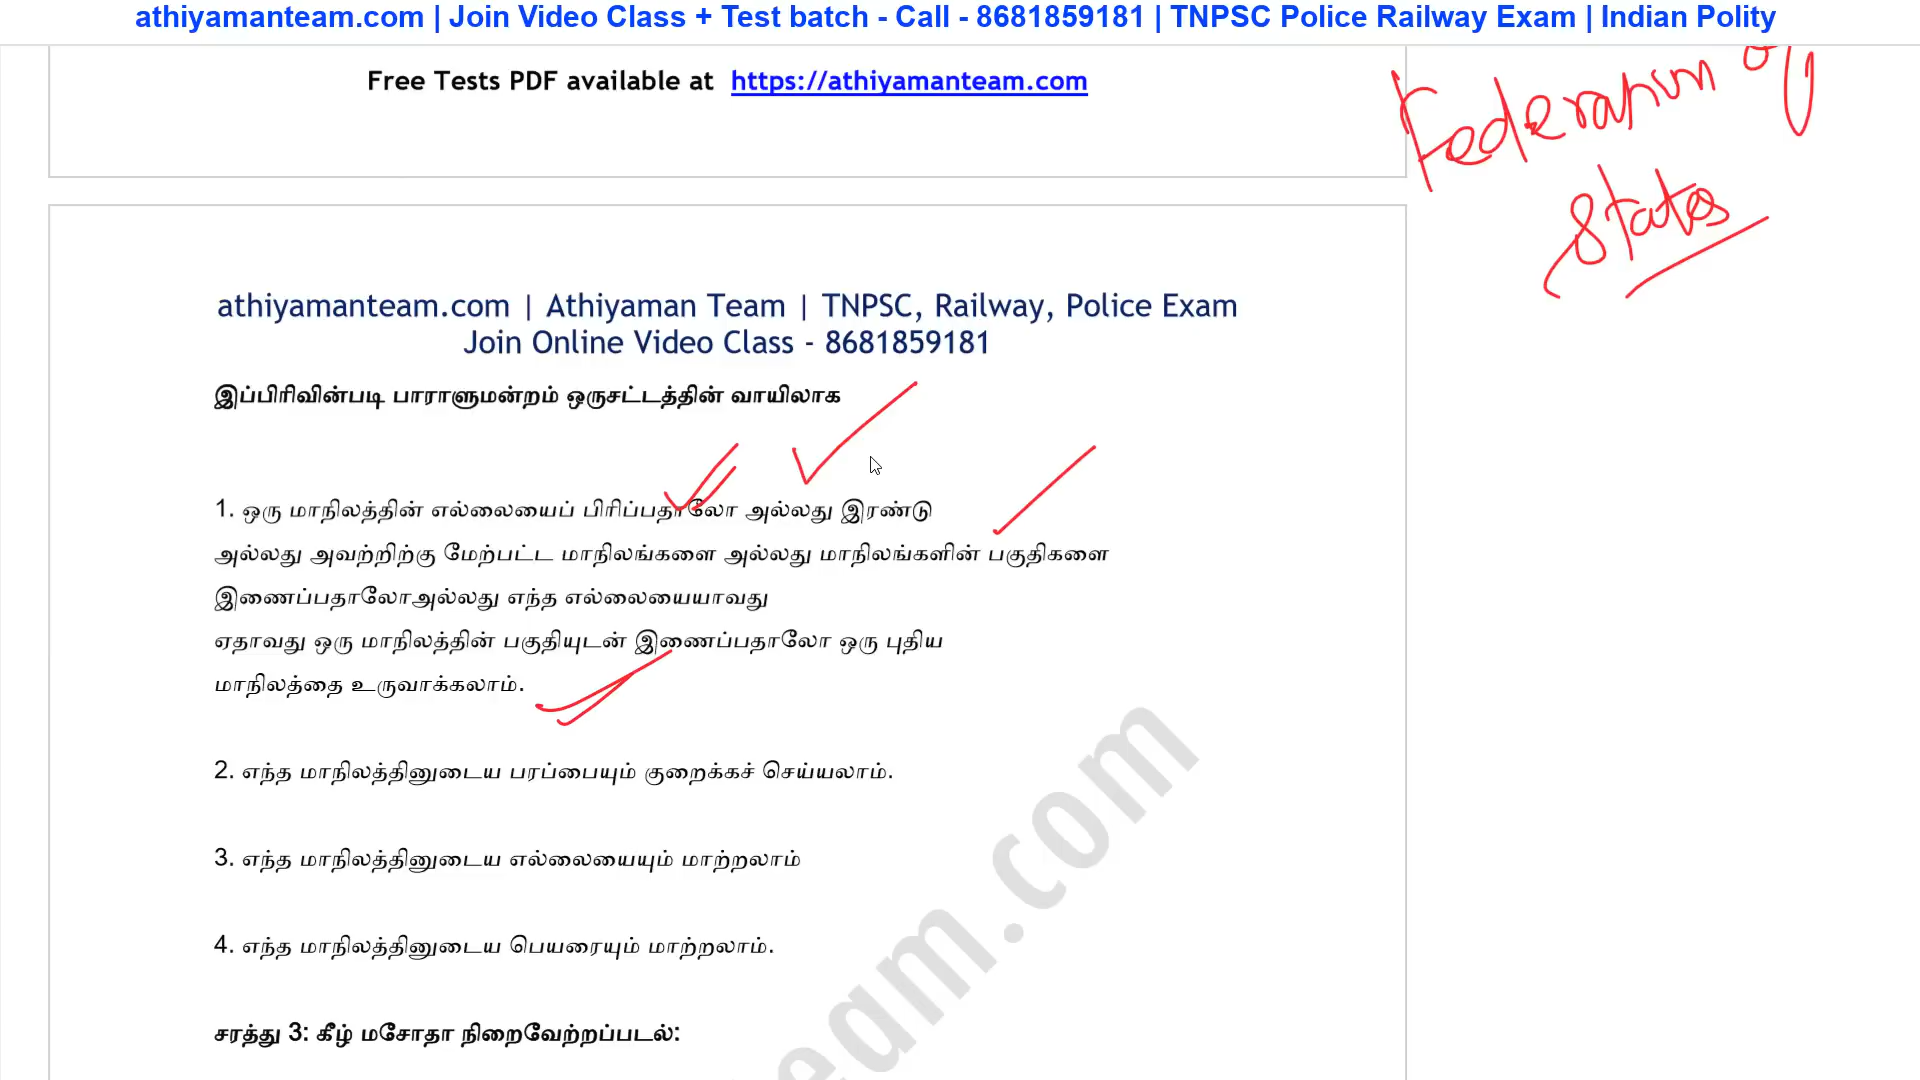 athiyamanteam.com | Join Video Class + Test batch - Call - 8681859181 | TNPSC Police Railway Exam | Indian Polity
Free Tests PDF available at https://athiyamanteam.com
Federation of
States
athiyamanteam.com | Athiyaman Team | TNPSC, Railway, Police Exam
Join Online Video Class - 8681859181
இப்பிரிவின்படி பாராளுமன்றம் ஒருசட்டத்தின் வாயிலாக
1. ஒரு மாநிலத்தின் எல்லையைப் பிரிப்பதாலோ அல்லது இரண்டு
அல்லது அவற்றிற்கு மேற்பட்ட மாநிலங்களை அல்லது மாநிலங்களின் பகுதிகளை
இணைப்பதாலோஅல்லது எந்த எல்லையையாவது
ஏதாவது ஒரு மாநிலத்தின் பகுதியுடன் இணைப்பதாலோ ஒரு புதிய
மாநிலத்தை உருவாக்கலாம்.
2. எந்த மாநிலத்தினுடைய பரப்பையும் குறைக்கச் செய்யலாம்.
3. எந்த மாநிலத்தினுடைய எல்லையையும் மாற்றலாம்
4. எந்த மாநிலத்தினுடைய பெயரையும் மாற்றலாம்.
சரத்து 3: கீழ் மசோதா நிறைவேற்றப்படல்:
eam.com